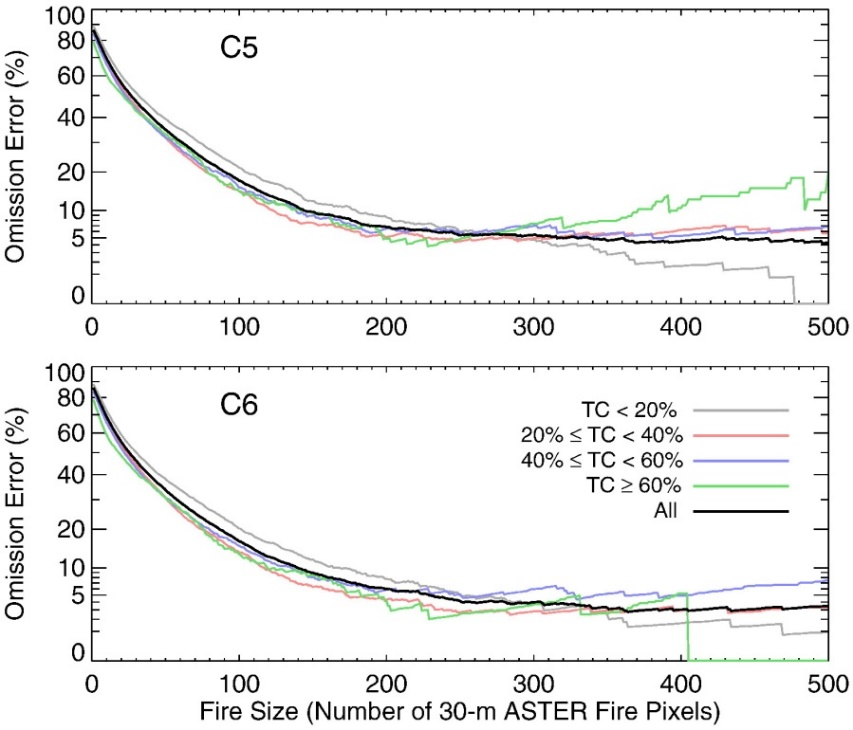 100
80
60
40
20
10
5
0
Omission Error (%)
C5
0 100 200 300 400 500
100
80
60
40
20
10
5
0
Omission Error (%)
C6
TC < 20%
20% ≤ TC < 40%
40% ≤ TC < 60%
TC ≥ 60%
All
0 100 200 300 400 500
Fire Size (Number of 30-m ASTER Fire Pixels)